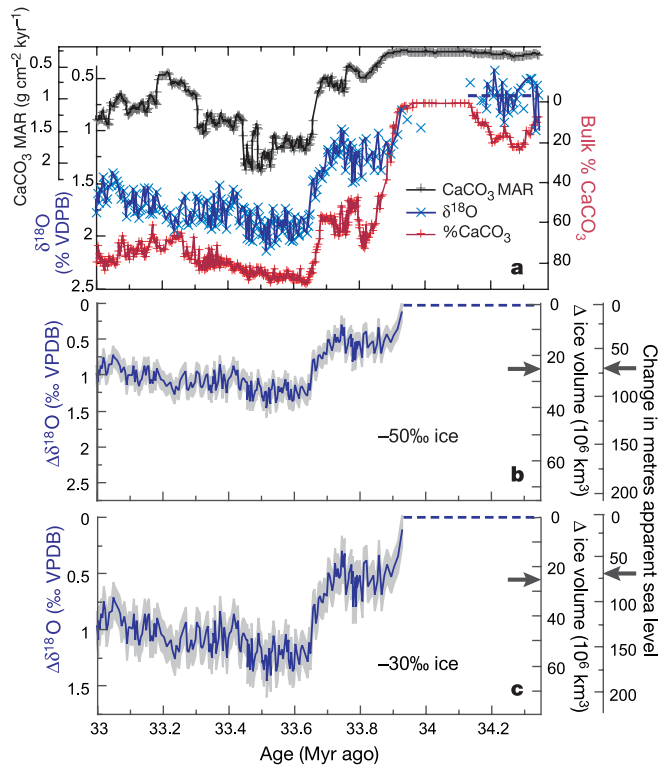 CaCO3 MAR (g cm–2 kyr–1)
0.5
1
1.5
2
δ18O
(% VDPB)
0.5
1
1.5
2
2.5
0
20
40
60
80
Bulk % CaCO3
CaCO3 MAR
δ18O
%CaCO3
a
Δδ18O (‰ VPDB)
0
0.5
1
1.5
2
2.5
–50‰ ice
b
0
20
40
60
Δ ice volume (10^6 km3)
0
50
100
150
200
Change in metres apparent sea level
Δδ18O (‰ VPDB)
0
0.5
1
1.5
–30‰ ice
c
0
20
40
60
Δ ice volume (10^6 km3)
0
50
100
150
200
33 33.2 33.4 33.6 33.8 34 34.2
Age (Myr ago)